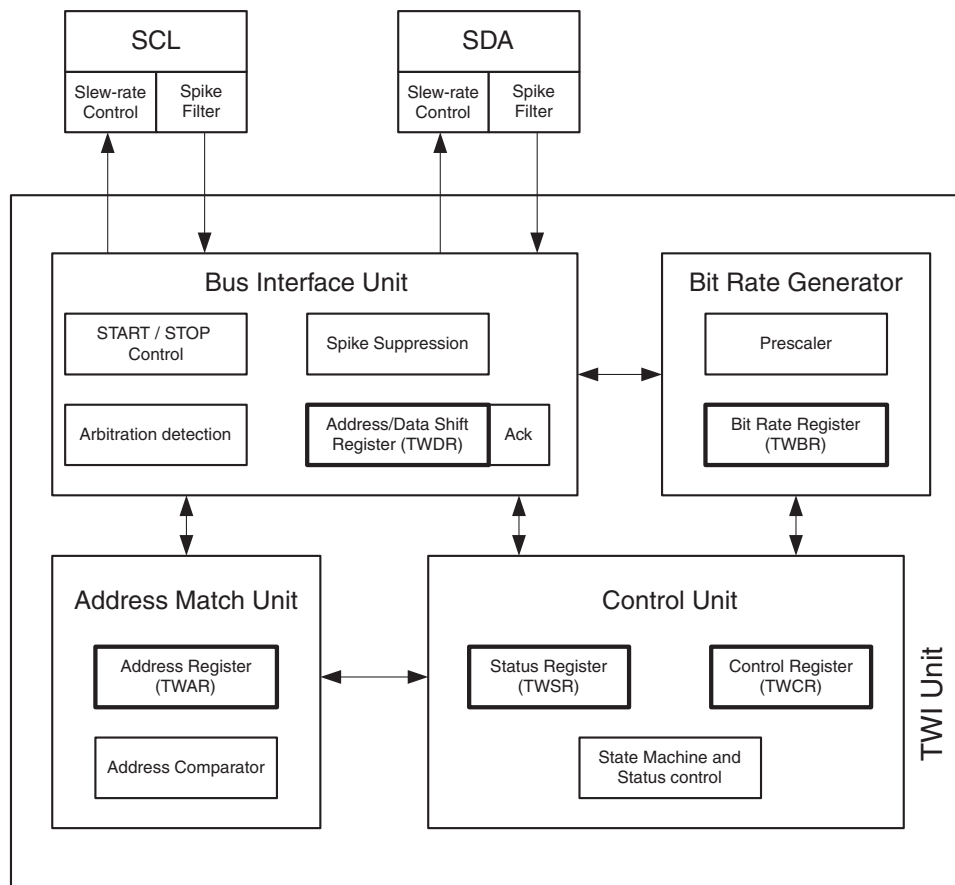 SCL
Slew-rate
Control
Spike
Filter
SDA
Slew-rate
Control
Spike
Filter
Bus Interface Unit
START / STOP
Control
Spike Suppression
Arbitration detection
Address/Data Shift
Register (TWDR)
Ack
Bit Rate Generator
Prescaler
Bit Rate Register
(TWBR)
Address Match Unit
Address Register
(TWAR)
Address Comparator
Control Unit
Status Register
(TWSR)
Control Register
(TWCR)
State Machine and
Status control
TWI Unit